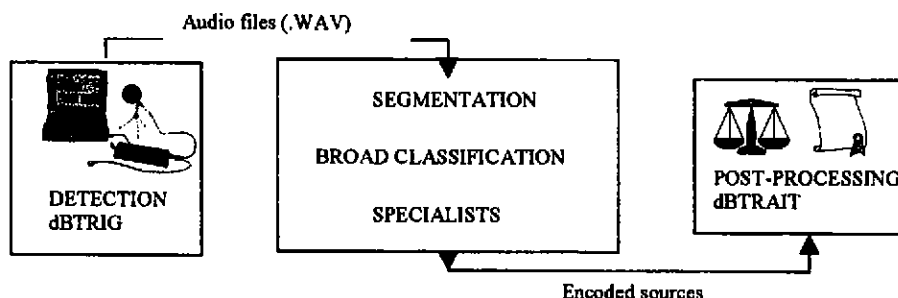 Audio files (.WAV)
DETECTION
dBTRIG
SEGMENTATION
BROAD CLASSIFICATION
SPECIALISTS
POST-PROCESSING
dBTRAIT
Encoded sources